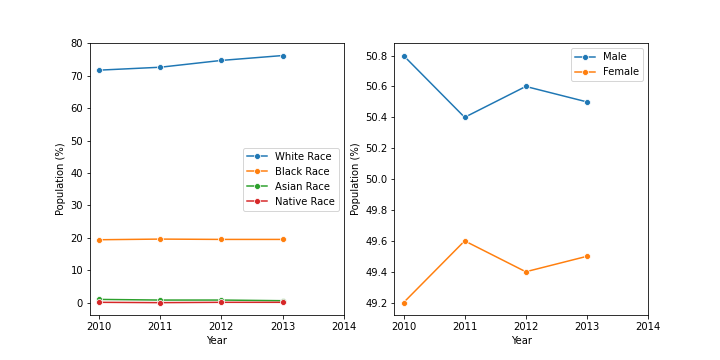 80
70
60
50
40
30
20
10
0
Population (%)
White Race
Black Race
Asian Race
Native Race
2010 2011 2012 2013 2014
Year
50.8
50.6
50.4
50.2
50.0
49.8
49.6
49.4
49.2
Population (%)
Male
Female
2010 2011 2012 2013 2014
Year